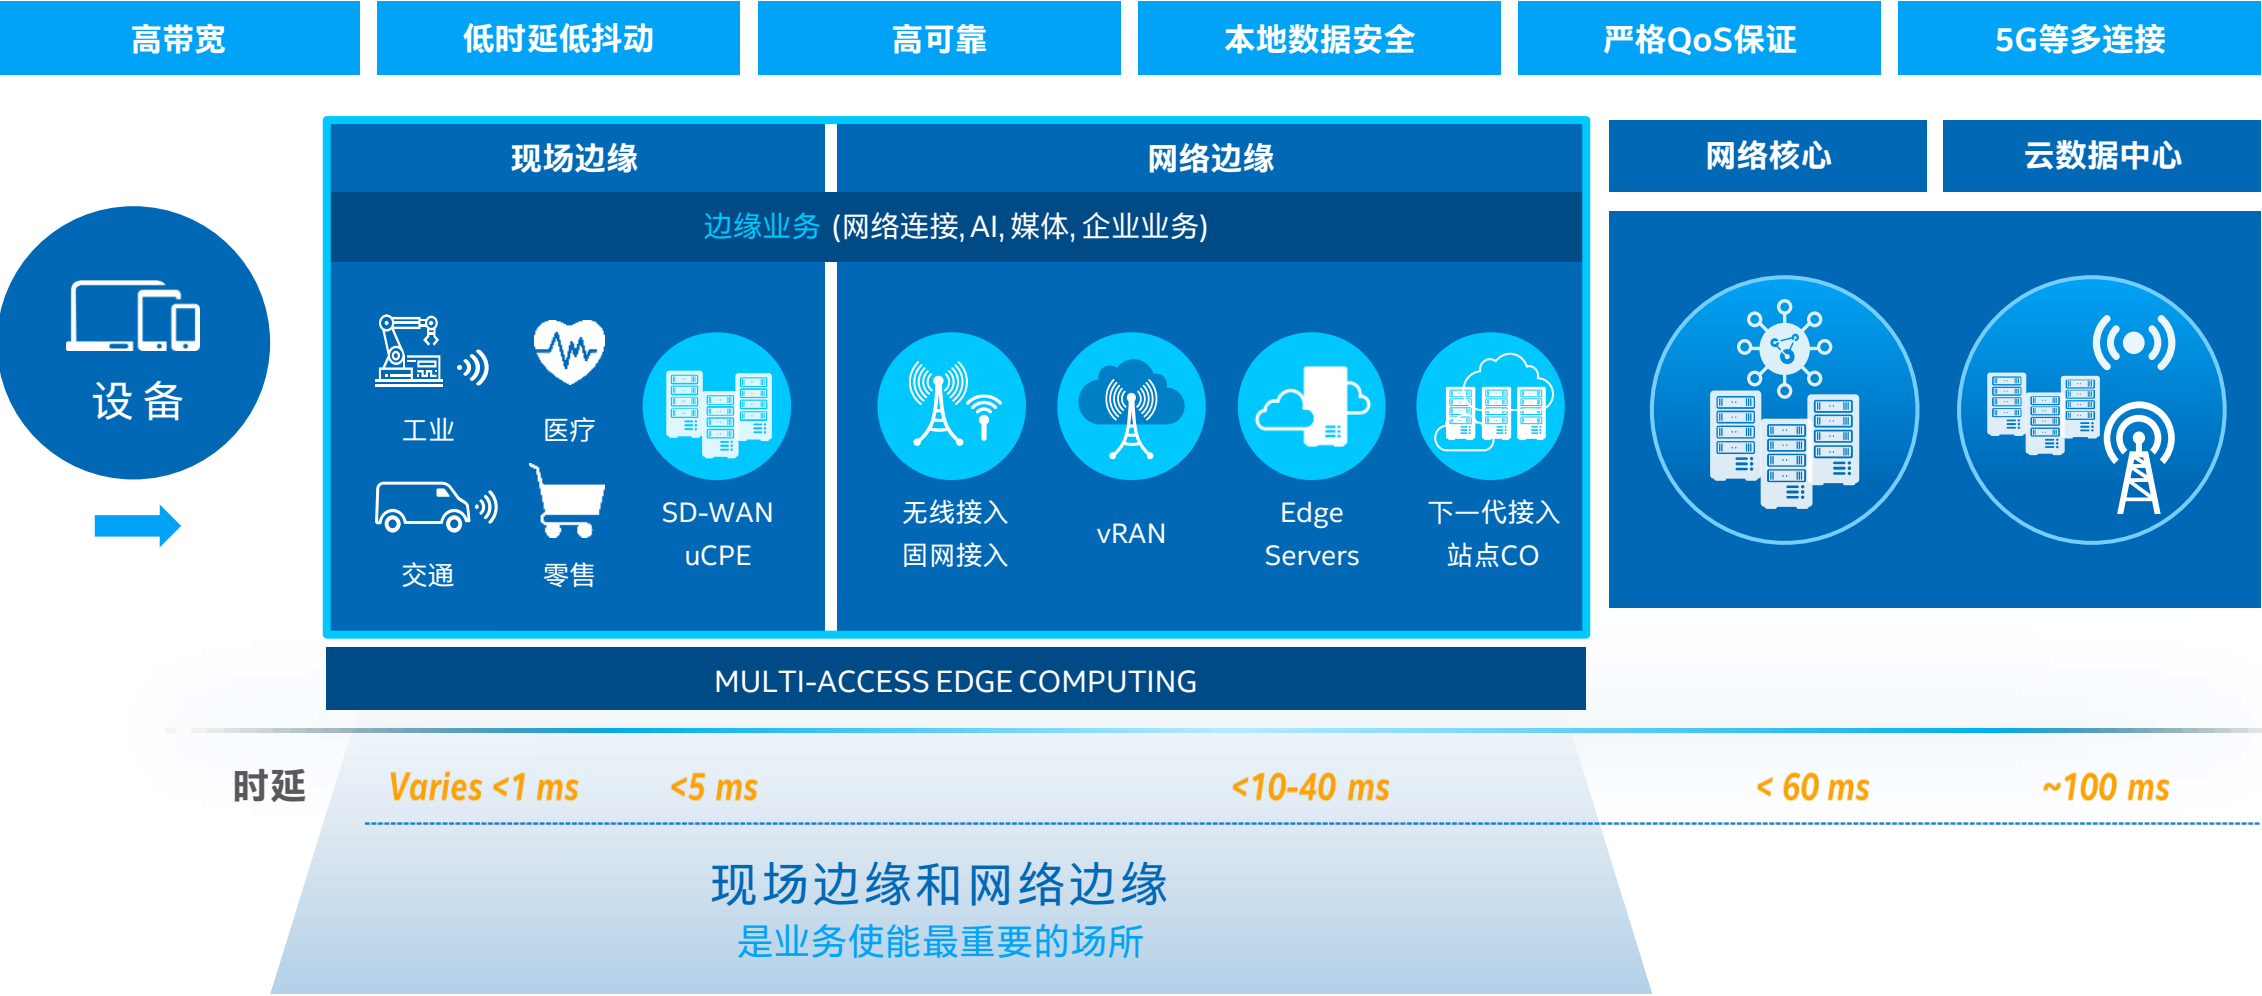 高带宽
低时延低抖动
高可靠
本地数据安全
严格QoS保证
5G等多连接
现场边缘
网络边缘
网络核心
云数据中心
边缘业务 (网络连接, AI, 媒体, 企业业务)
设备
工业
医疗
交通
零售
SD-WAN
uCPE
无线接入
固网接入
vRAN
Edge
Servers
下一代接入
站点CO
MULTI-ACCESS EDGE COMPUTING
时延
Varies <1 ms
<5 ms
<10-40 ms
< 60 ms
~100 ms
现场边缘和网络边缘
是业务使能最重要的场所